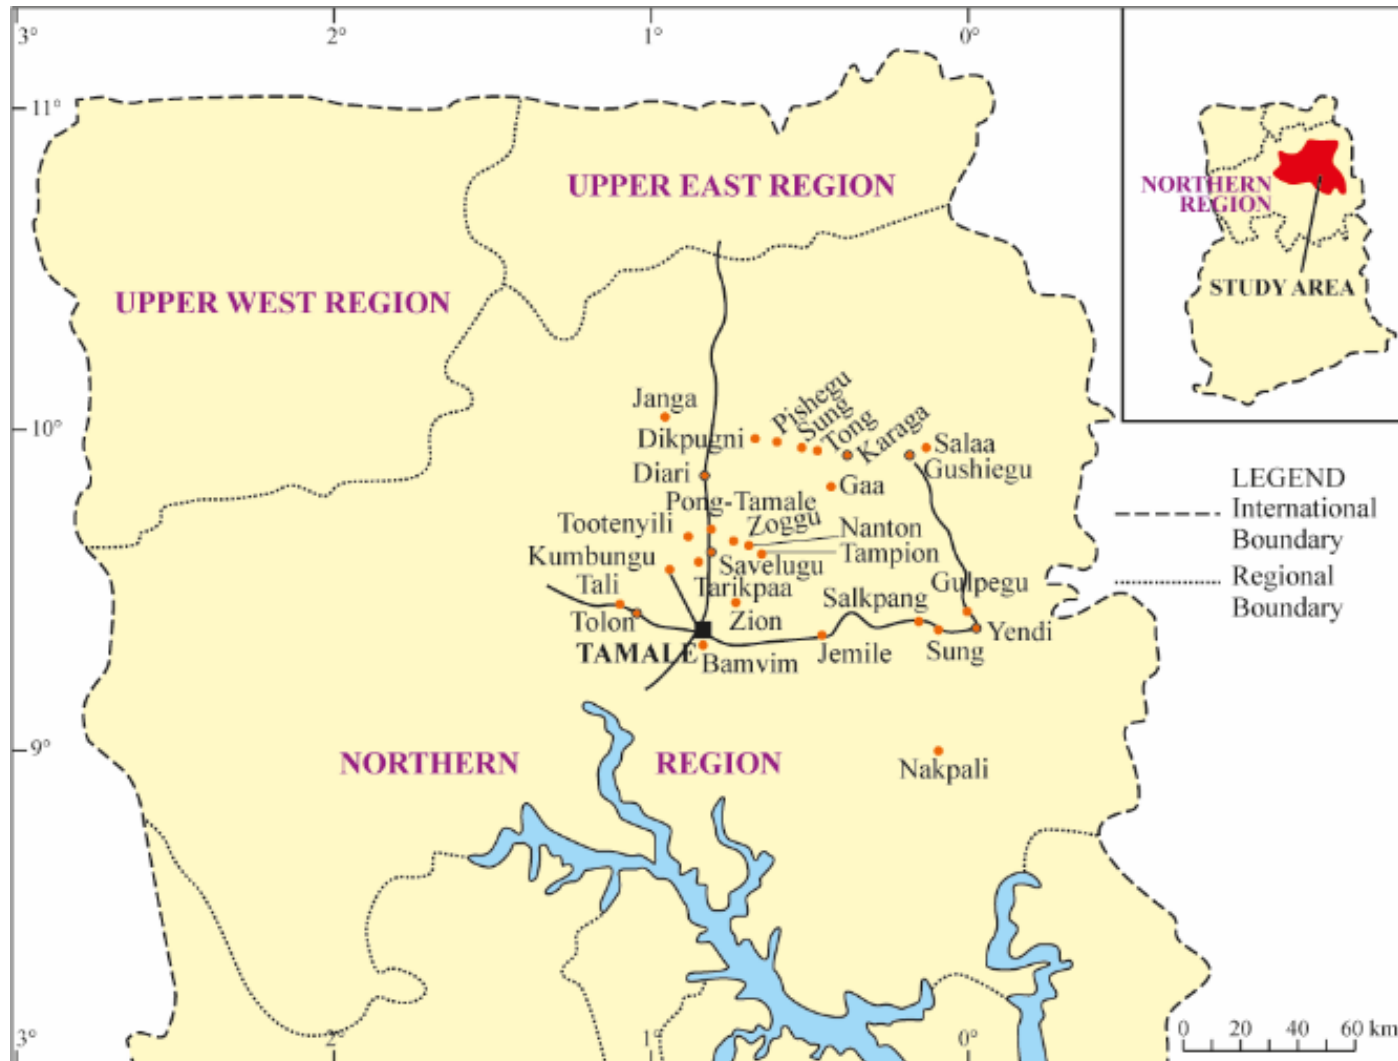 3°
2°
1°
0°
11°
UPPER EAST REGION
NORTHERN
REGION
STUDY AREA
UPPER WEST REGION
Janga
Pishegu
Sung
Tong
Karaga
10°
Dikpugni
Salaa
Gushiegu
Diari
Gaa
LEGEND
International
Boundary
Regional
Boundary
Pong-Tamale
Tootenyili
Zoggu
Nanton
Kumbungu
Savelugu
Tampion
Tali
Tarikpaa
Salkpang
Gulpegu
Tolon
Zion
Yendi
TAMALE
Bamvim
Jemile
Sung
9°
NORTHERN
REGION
Nakpali
3°
2°
1°
0°
0 20 40 60 km